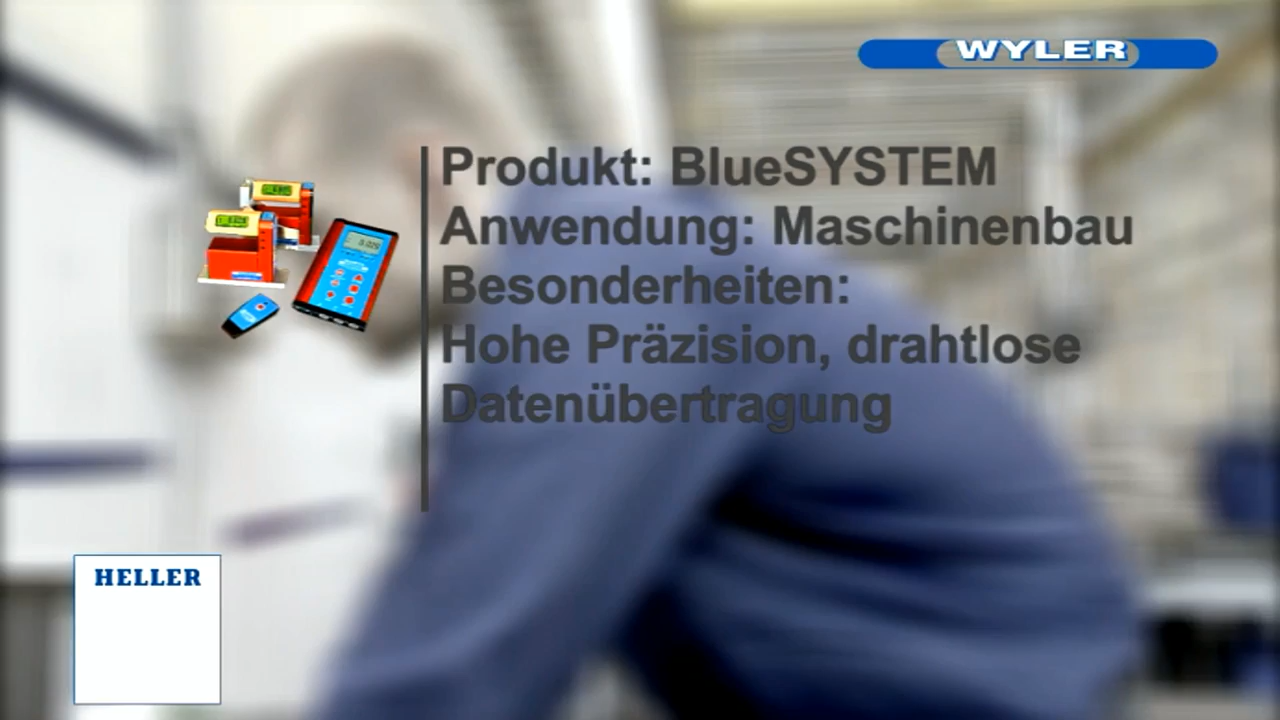 WYLER
Produkt: BlueSYSTEM
Anwendung: Maschinenbau
Besonderheiten:
Hohe Präzision, drahtlose
Datenübertragung
HELLER